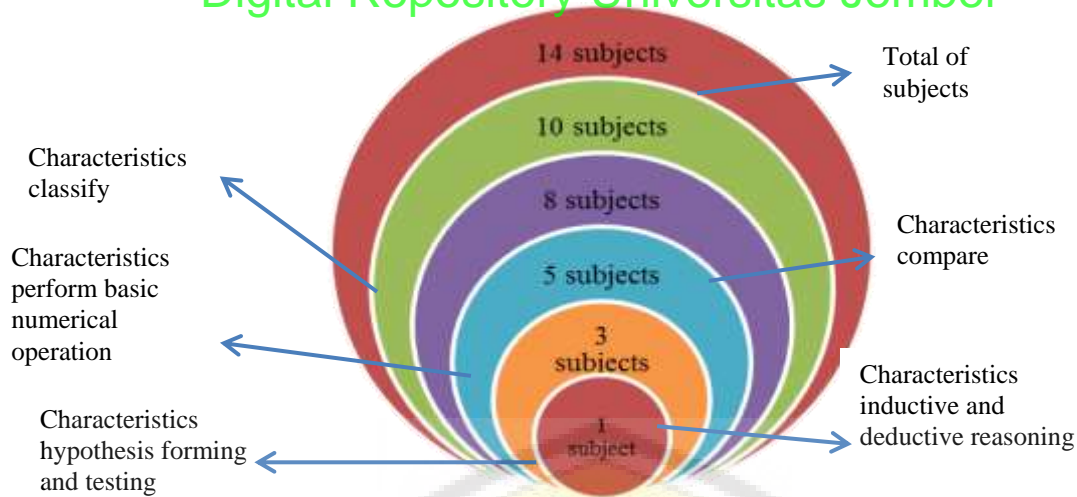 Digital Repository Universitas Jember
14 subjects
Total of
subjects
10 subjects
Characteristics
classify
8 subjects
Characteristics
compare
Characteristics
perform basic
numerical
operation
5 subjects
3
subjects
Characteristics
inductive and
deductive reasoning
Characteristics
hypothesis forming
and testing
1
subject